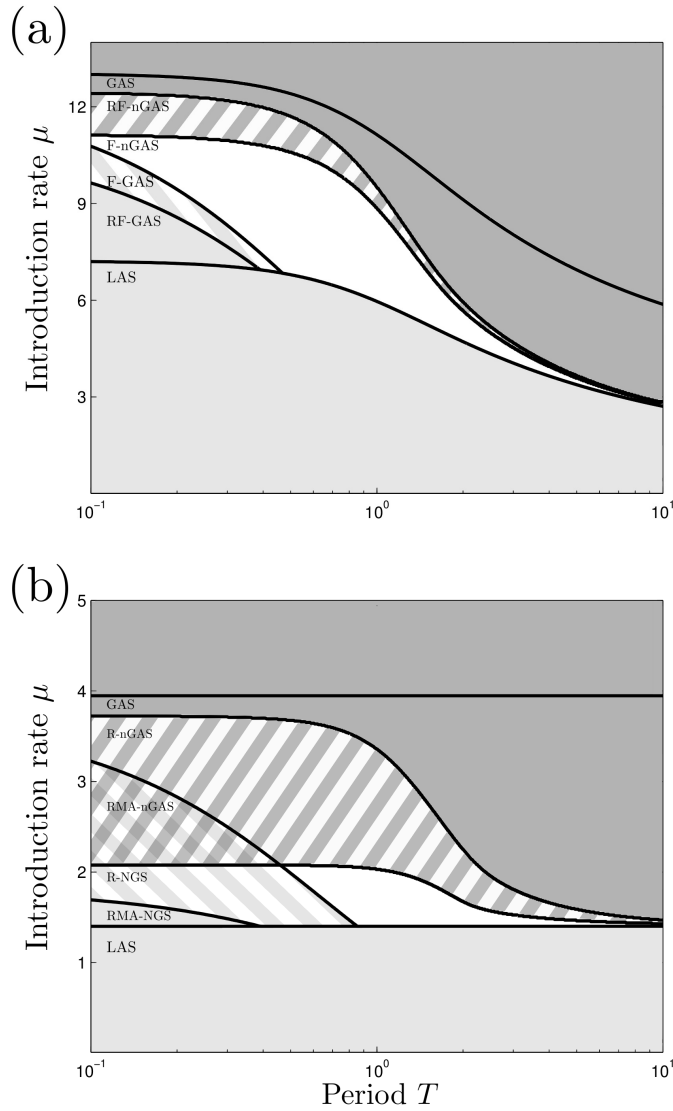 (a)
Introduction rate μ
12
9
6
3
GAS
RF-nGAS
F-nGAS
F-GAS
RF-GAS
LAS
10⁻¹
10⁰
10¹
(b)
Introduction rate μ
5
4
3
2
1
GAS
R-nGAS
RMA-nGAS
R-NGS
RMA-NGS
LAS
10⁻¹
10⁰
10¹
Period T